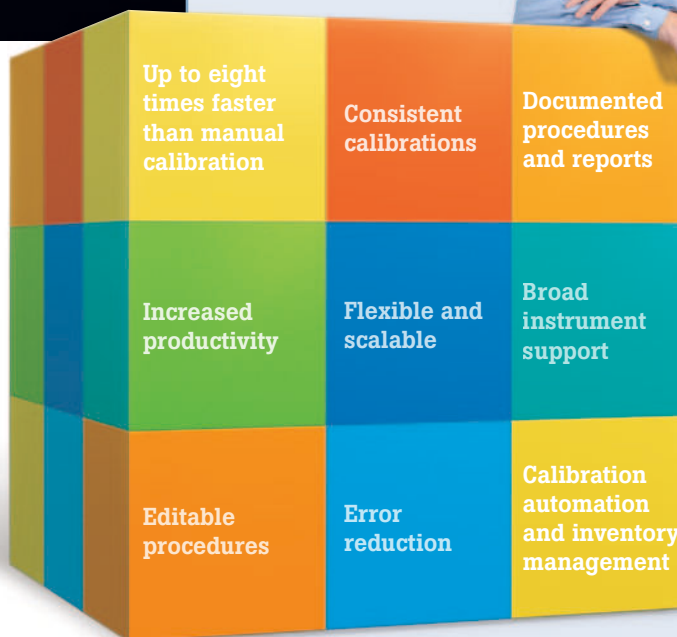 Up to eight
times faster
than manual
calibration
Consistent
calibrations
Documented
procedures
and reports
Increased
productivity
Flexible and
scalable
Broad
instrument
support
Editable
procedures
Error
reduction
Calibration
automation
and inventory
management